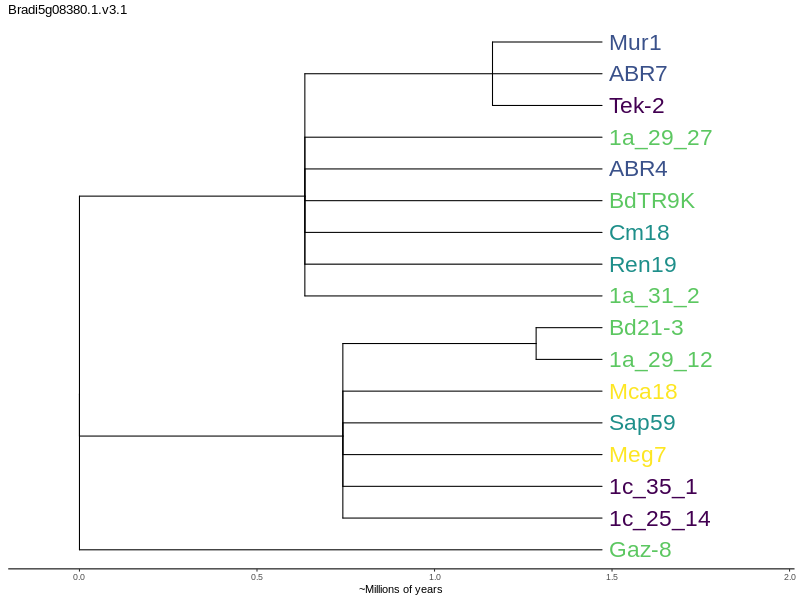 Bradi5g08380.1.v3.1
Mur1
ABR7
Tek-2
1a_29_27
ABR4
BdTR9K
Cm18
Ren19
1a_31_2
Bd21-3
1a_29_12
Mca18
Sap59
Meg7
1c_35_1
1c_25_14
Gaz-8
0.0 0.5 1.0 1.5 2.0
~Millions of years